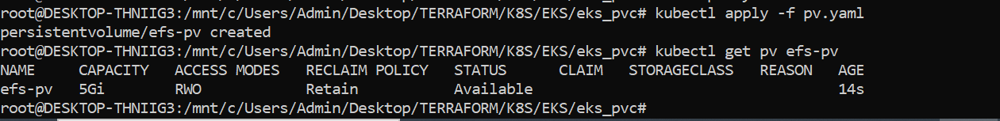 root@DESKTOP-THNIIG3:/mnt/c/Users/Admin/Desktop/TERRAFORM/K8S/EKS/eks_pvc# kubectl apply -f pv.yaml
persistentvolume/efs-pv created
root@DESKTOP-THNIIG3:/mnt/c/Users/Admin/Desktop/TERRAFORM/K8S/EKS/eks_pvc# kubectl get pv efs-pv
NAME     CAPACITY   ACCESS MODES   RECLAIM POLICY   STATUS      CLAIM   STORAGECLASS   REASON   AGE
efs-pv   5Gi        RWO            Retain           Available                                   14s
root@DESKTOP-THNIIG3:/mnt/c/Users/Admin/Desktop/TERRAFORM/K8S/EKS/eks_pvc#